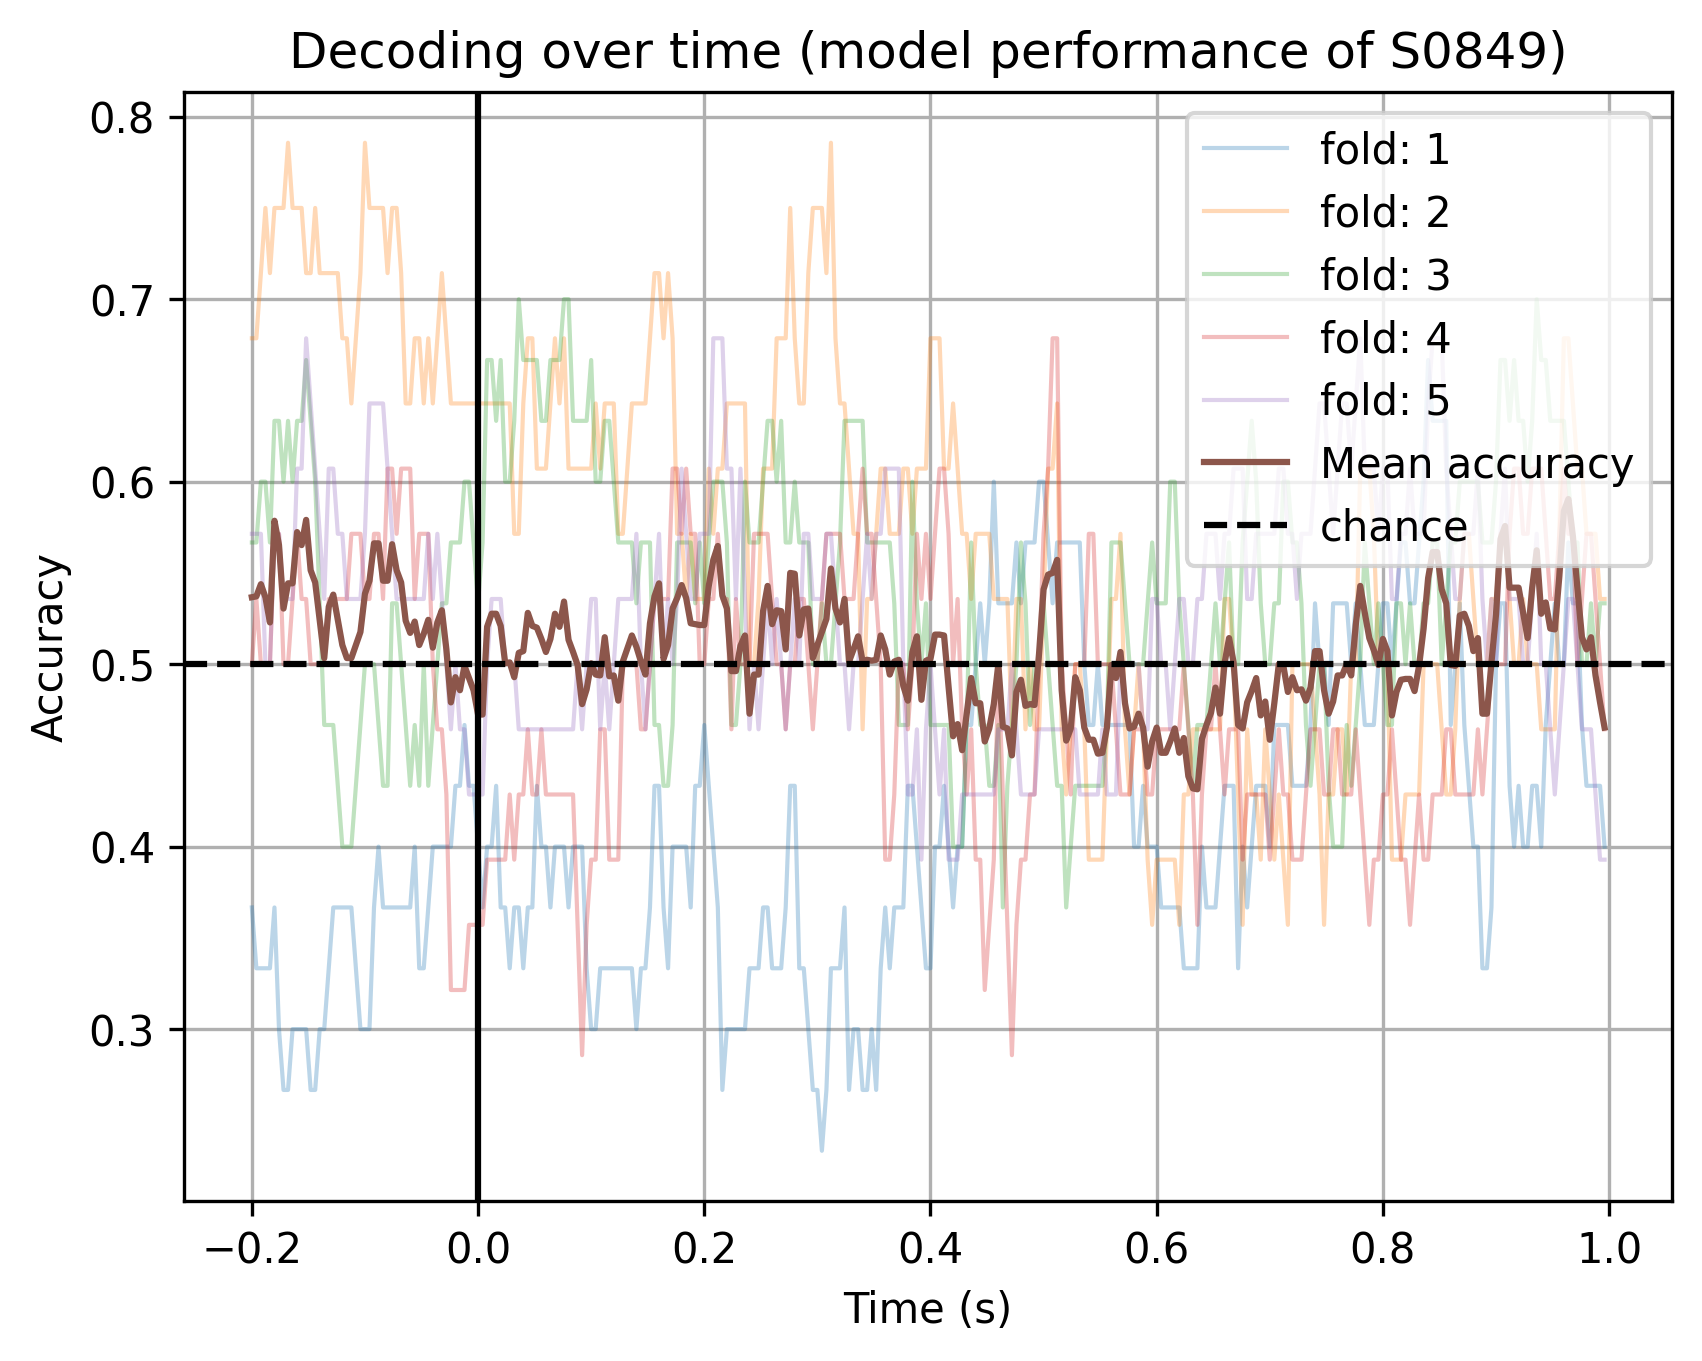 Decoding over time (model performance of S0849)
Accuracy
0.8
0.7
0.6
0.5
0.4
0.3
fold: 1
fold: 2
fold: 3
fold: 4
fold: 5
Mean accuracy
chance
−0.2 0.0 0.2 0.4 0.6 0.8 1.0
Time (s)